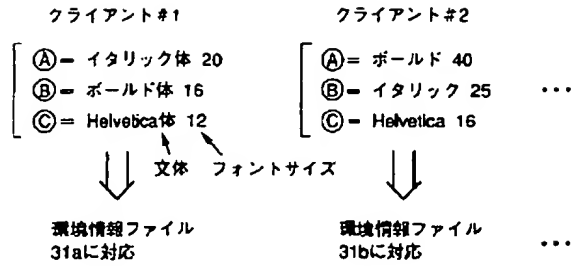 クライアント#1
Ⓐ= イタリック体 20
Ⓑ= ボールド体 16
Ⓒ= Helvetica体 12
文体 フォントサイズ
環境情報ファイル
31aに対応
クライアント#2
Ⓐ= ボールド 40
Ⓑ= イタリック 25
Ⓒ= Helvetica 16
…
環境情報ファイル
31bに対応
…